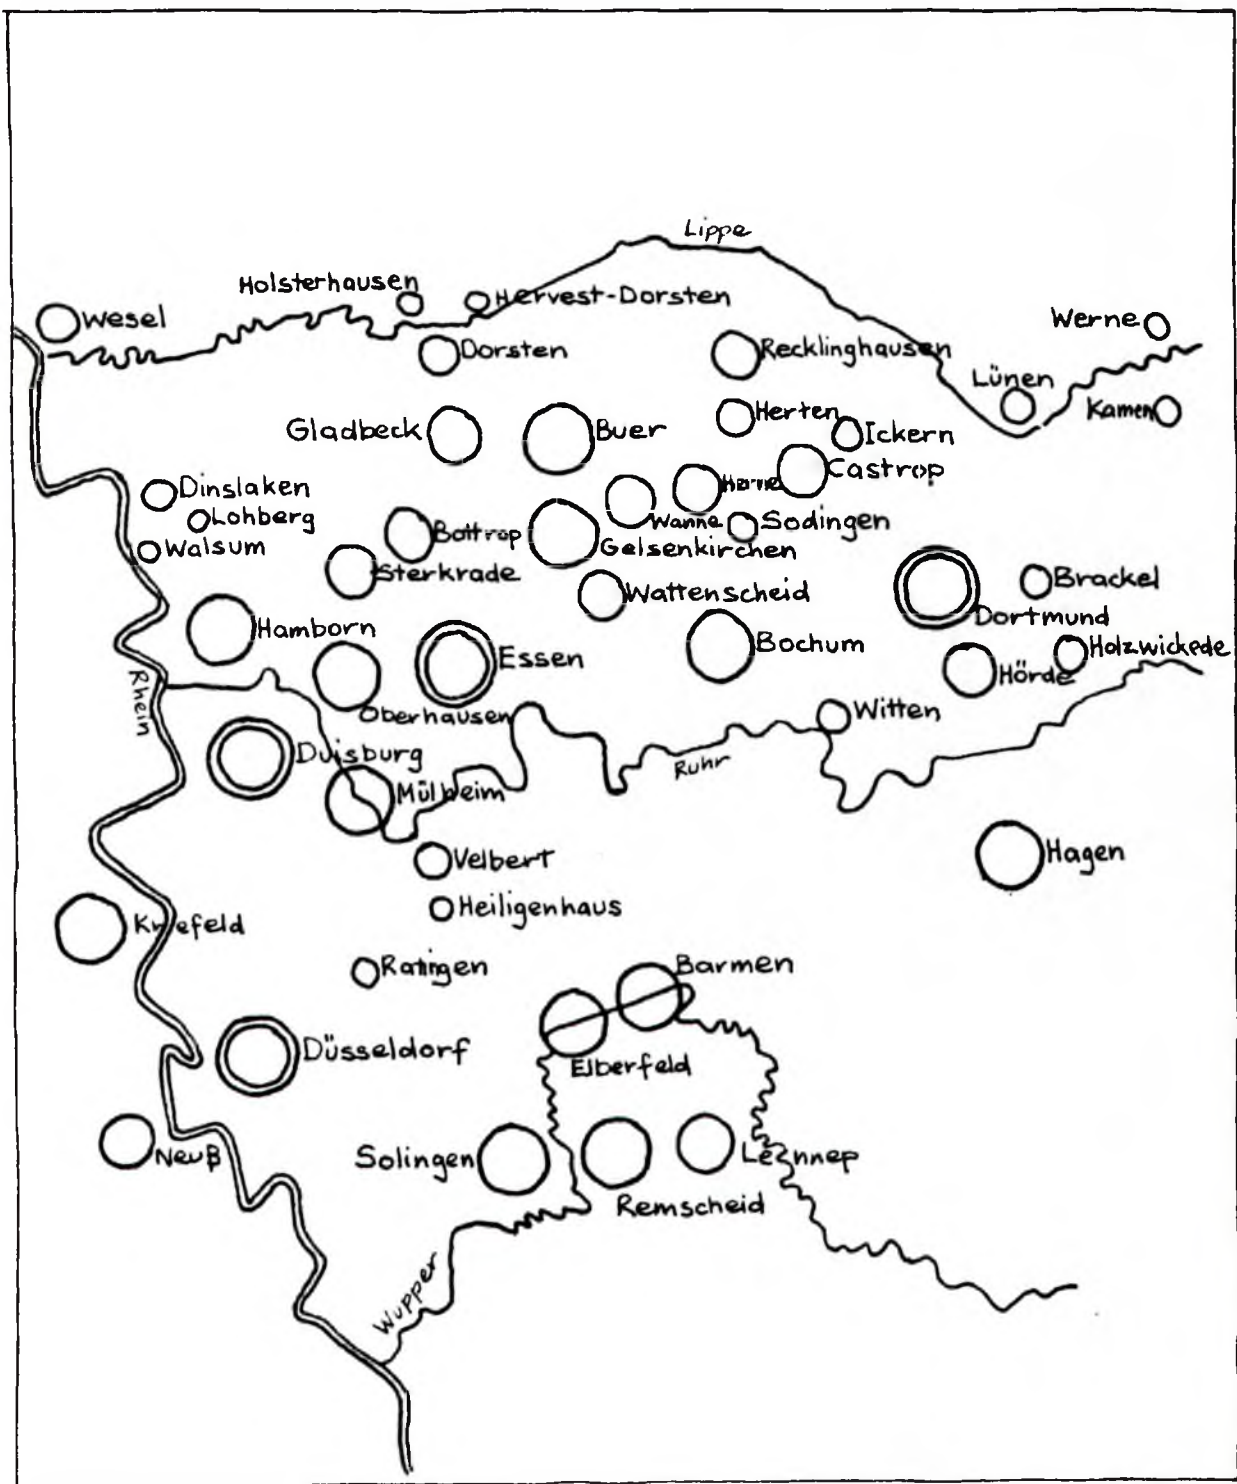 Lippe
Holsterhausen
Hervest-Dorsten
Wesel
Werne
Dorsten
Recklinghausen
Lünen
Kamen
Herten
Gladbeck
Buer
Ickern
Castrop
Dinslaken
Herne
Lohberg
Wanne
Sodingen
Walsum
Bottrop
Gelsenkirchen
Sterkrade
Wattenscheid
Brackel
Dortmund
Hamborn
Essen
Bochum
Holzwickede
Hörde
Rhein
Oberhausen
Witten
Duisburg
Ruhr
Mülheim
Velbert
Hagen
Heiligenhaus
Krefeld
Ratingen
Barmen
Düsseldorf
Elberfeld
Neuß
Solingen
Lennep
Remscheid
Wupper